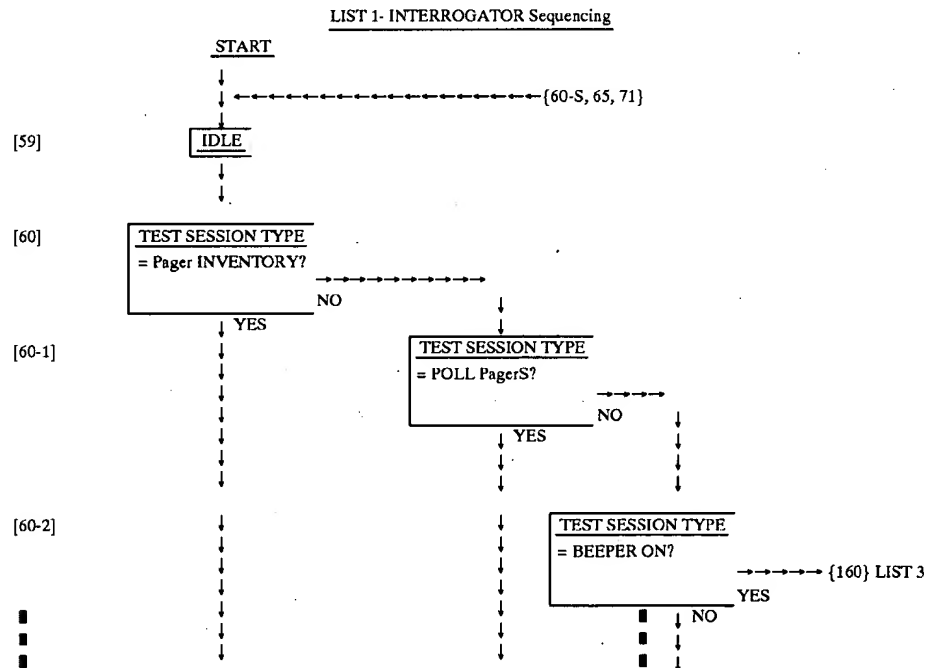 LIST 1- INTERROGATOR Sequencing
START
{60-S, 65, 71}
[59]
IDLE
[60]
TEST SESSION TYPE
= Pager INVENTORY?
NO
YES
[60-1]
TEST SESSION TYPE
= POLL PagerS?
NO
YES
[60-2]
TEST SESSION TYPE
= BEEPER ON?
{160} LIST 3
YES
NO